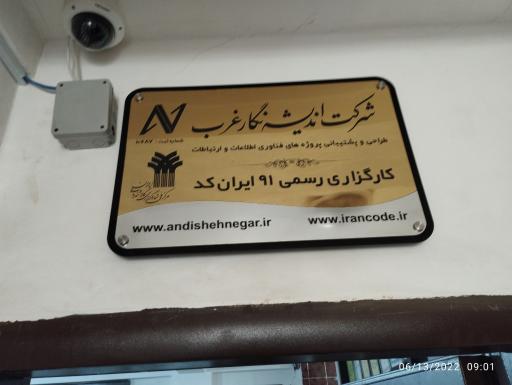 شرکت اندیشه نگار غرب
طراحی و پشتیبانی پروژه های فناوری اطلاعات و ارتباطات
کارگزاری رسمی ۹۱ ایران کد
www.andishehnegar.ir
www.irancode.ir
06/13/2022 09:01